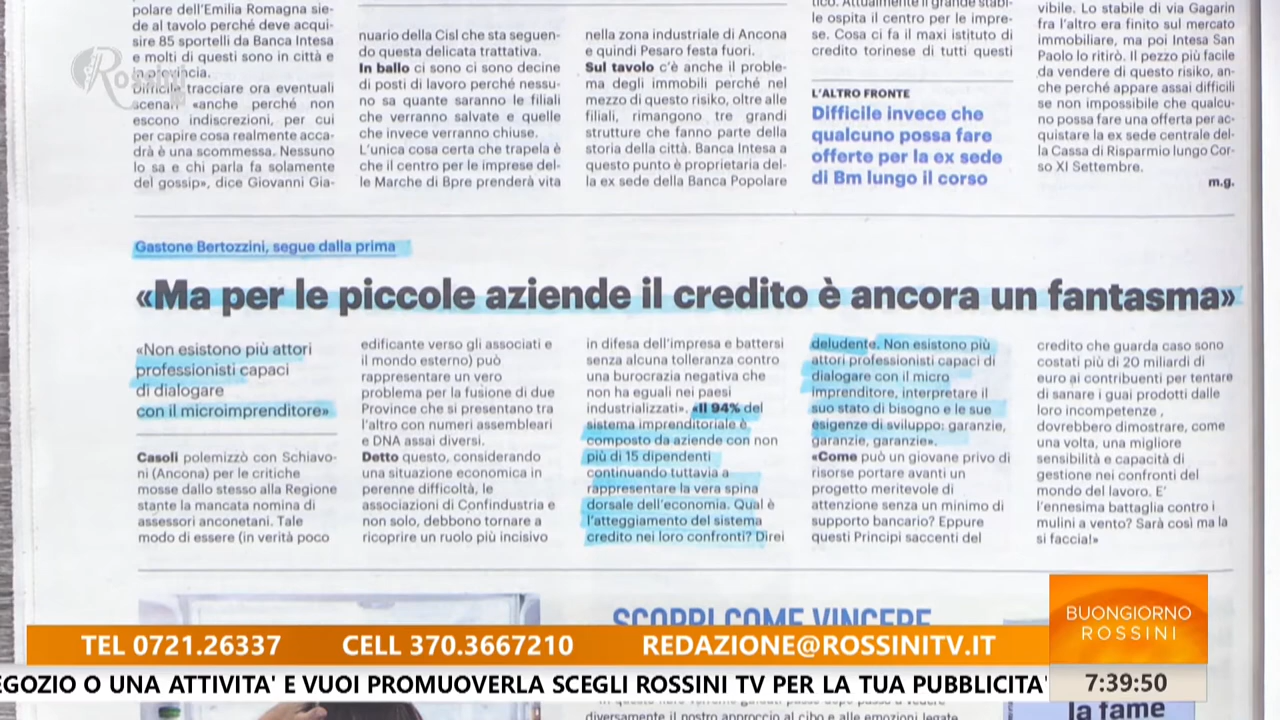 polare dell'Emilia Romagna sie-
de al tavolo perché deve acqui-
sire 85 sportelli da Banca Intesa
e molti di questi sono in città e
Difficile tracciare ora eventuali
scenari «anche perché non
escono indiscrezioni, per cui
per capire cosa realmente acca-
drà è una scommessa. Nessuno
lo sa e chi parla fa solamente
del gossip», dice Giovanni Gia-
nuario della Cisl che sta seguen-
do questa delicata trattativa.
In ballo ci sono ci sono decine
di posti di lavoro perché nessu-
no sa quante saranno le filiali
che verranno salvate e quelle
che invece verranno chiuse.
L'unica cosa certa che trapela è
che il centro per le imprese del-
le Marche di Bpre prenderà vita
nella zona industriale di Ancona
e quindi Pesaro festa fuori.
Sul tavolo c'è anche il proble-
ma degli immobili perché nel
mezzo di questo risiko, oltre alle
filiali, rimangono tre grandi
strutture che fanno parte della
storia della città. Banca Intesa a
questo punto è proprietaria del-
la ex sede della Banca Popolare
tico. Attualmente il grande stabi-
le ospita il centro per le impre-
se. Cosa ci fa il maxi istituto di
credito torinese di tutti questi
L'ALTRO FRONTE
Difficile invece che
qualcuno possa fare
offerte per la ex sede
di Bm lungo il corso
vibile. Lo stabile di via Gagarin
fra l'altro era finito sul mercato
immobiliare, ma poi Intesa San
Paolo lo ritirò. Il pezzo più facile
da vendere di questo risiko, an-
che perché appare assai difficili
se non impossibile che qualcu-
no possa fare una offerta per ac-
quistare la ex sede centrale del-
la Cassa di Risparmio lungo Cor-
so XI Settembre.
m.g.
Gastone Bertozzini, segue dalla prima
«Ma per le piccole aziende il credito è ancora un fantasma»
«Non esistono più attori
professionisti capaci
di dialogare
con il microimprenditore»
Casoli polemizzò con Schiavo-
ni (Ancona) per le critiche
mosse dallo stesso alla Regione
stante la mancata nomina di
assessori anconetani. Tale
modo di essere (in verità poco
edificante verso gli associati e
il mondo esterno) può
rappresentare un vero
problema per la fusione di due
Province che si presentano tra
l'altro con numeri assembleari
e DNA assai diversi.
Detto questo, considerando
una situazione economica in
perenne difficoltà, le
associazioni di Confindustria e
non solo, debbono tornare a
ricoprire un ruolo più incisivo
in difesa dell'impresa e battersi
senza alcuna tolleranza contro
una burocrazia negativa che
non ha eguali nei paesi
industrializzati». «Il 94% del
sistema imprenditoriale è
composto da aziende con non
più di 15 dipendenti
continuando tuttavia a
rappresentare la vera spina
dorsale dell'economia. Qual è
l'atteggiamento del sistema
credito nei loro confronti? Direi
deludente. Non esistono più
attori professionisti capaci di
dialogare con il micro
imprenditore, interpretare il
suo stato di bisogno e le sue
esigenze di sviluppo: garanzie,
garanzie, garanzie».
«Come può un giovane privo di
risorse portare avanti un
progetto meritevole di
attenzione senza un minimo di
supporto bancario? Eppure
questi Principi saccenti del
credito che guarda caso sono
costati più di 20 miliardi di
euro ai contribuenti per tentare
di sanare i guai prodotti dalle
loro incompetenze ,
dovrebbero dimostrare, come
una volta, una migliore
sensibilità e capacità di
gestione nei confronti del
mondo del lavoro. E'
l'ennesima battaglia contro i
mulini a vento? Sarà così ma la
si faccia!»
SCOPRI COME VINCERE
la fame
diversamente il nostro approccio al cibo e alle emozioni legate
Rossini
TEL 0721.26337 CELL 370.3667210 REDAZIONE@ROSSINITV.IT
BUONGIORNO
ROSSINI
EGOZIO O UNA ATTIVITA' E VUOI PROMUOVERLA SCEGLI ROSSINI TV PER LA TUA PUBBLICITA'
7:39:50